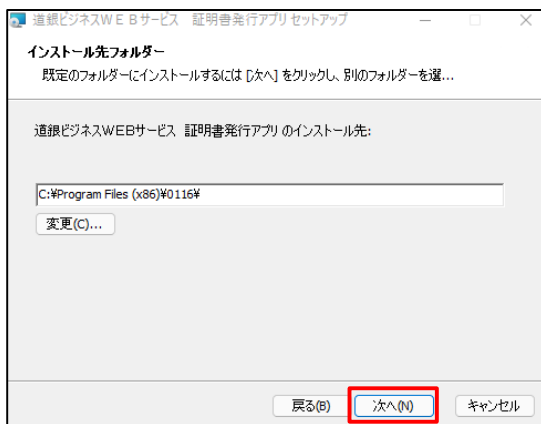 道銀ビジネスＷＥＢサービス　証明書発行アプリ セットアップ
インストール先フォルダー
既定のフォルダーにインストールするには [次へ] をクリックし、別のフォルダーを選...
道銀ビジネスWEBサービス 証明書発行アプリ のインストール先:
C:¥Program Files (x86)¥0116¥
変更(C)...
戻る(B)
次へ(N)
キャンセル